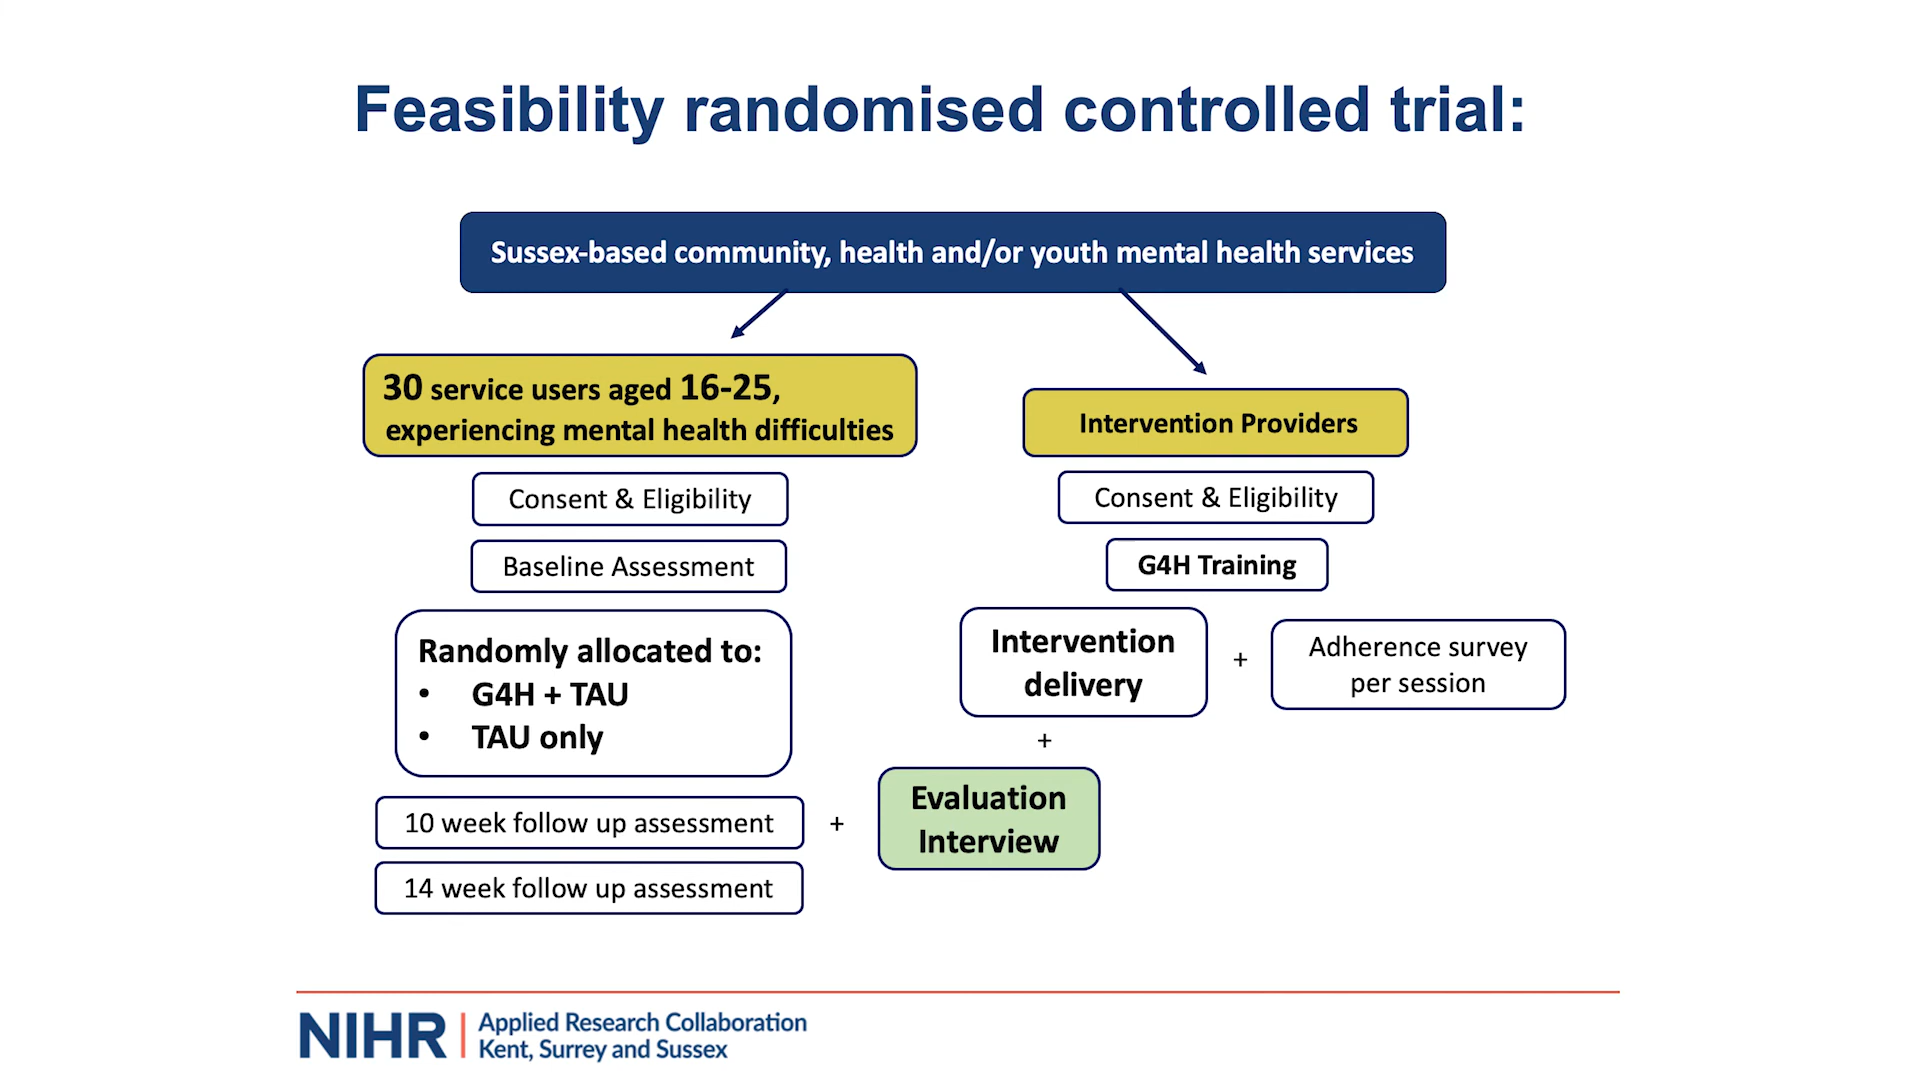 Feasibility randomised controlled trial:
Sussex-based community, health and/or youth mental health services
30 service users aged 16-25,
experiencing mental health difficulties
Consent & Eligibility
Baseline Assessment
Randomly allocated to:
• G4H + TAU
• TAU only
10 week follow up assessment
14 week follow up assessment
+
Evaluation
Interview
Intervention Providers
Consent & Eligibility
G4H Training
Intervention
delivery
+
Adherence survey
per session
+
NIHR | Applied Research Collaboration
Kent, Surrey and Sussex